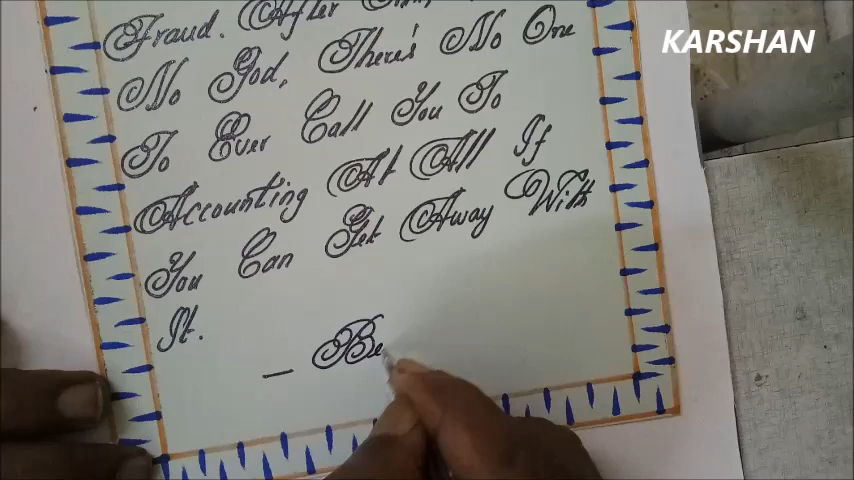 Fraud. After
KARSHAN
No God, There's No One
To Ever Call You To
Accounting At All If
You Can Get Away With
It.
– Be